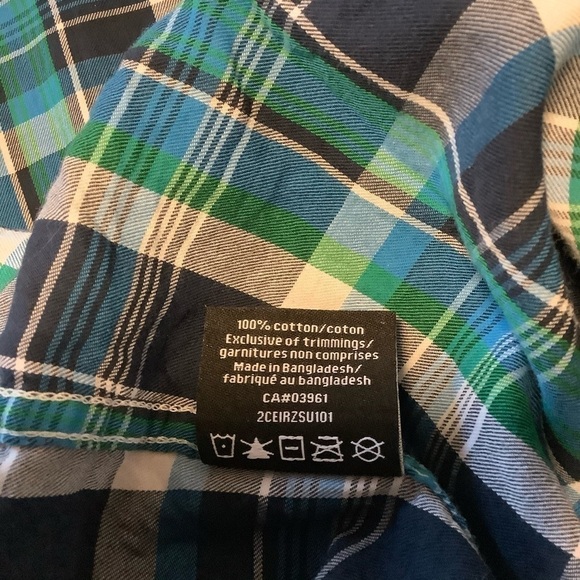 100% cotton/coton
Exclusive of trimmings/
garnitures non comprises
Made in Bangladesh/
fabriqué au bangladesh
CA#03961
2CEIRZSU101